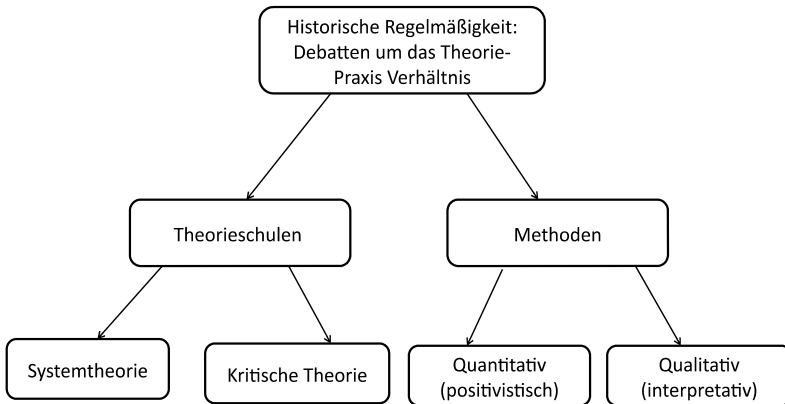 Historische Regelmäßigkeit:
Debatten um das Theorie-
Praxis Verhältnis
Theorieschulen
Methoden
Systemtheorie
Kritische Theorie
Quantitativ
(positivistisch)
Qualitativ
(interpretativ)